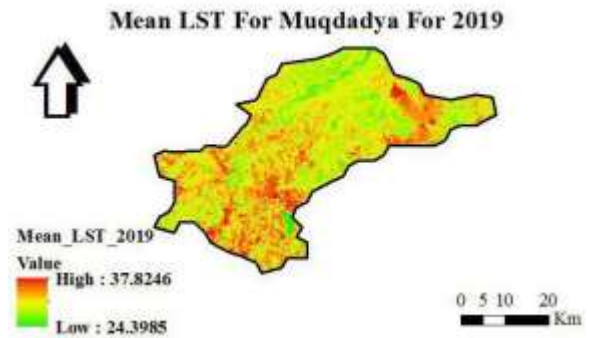 Mean LST For Muqdadya For 2019
Mean_LST_2019
Value
High : 37.8246
Low : 24.3985
0 5 10 20
Km